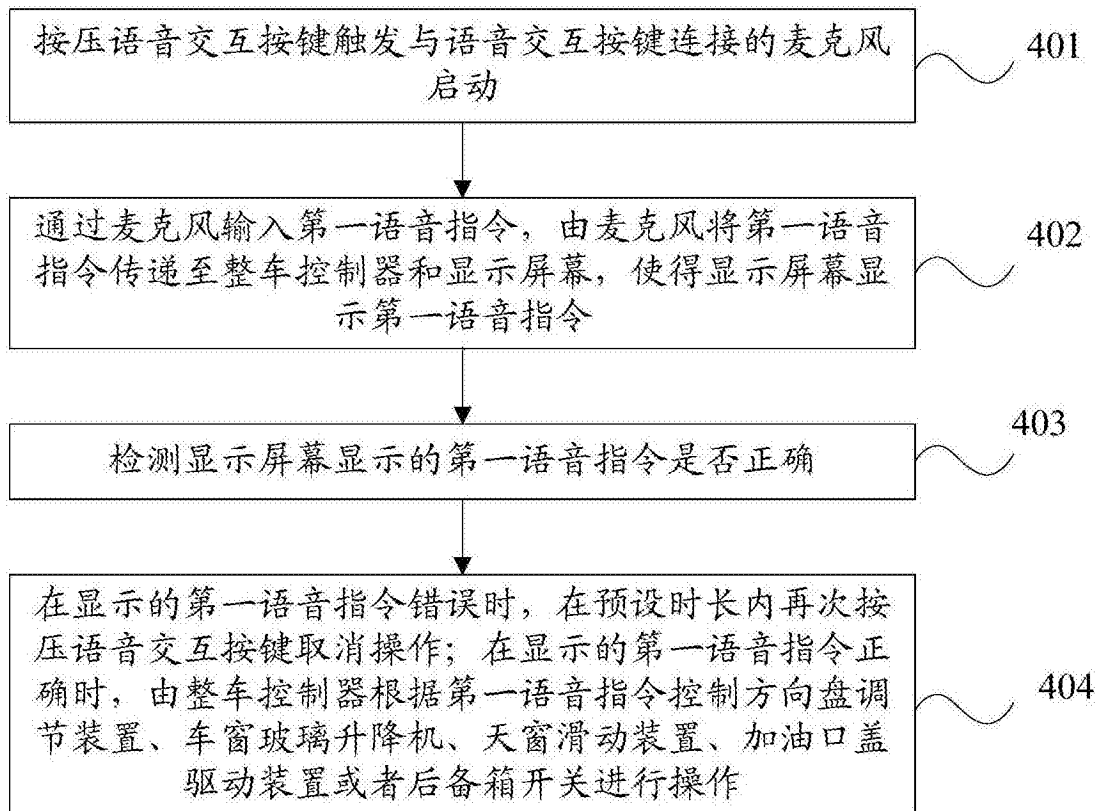 按压语音交互按键触发与语音交互按键连接的麦克风
启动
401
通过麦克风输入第一语音指令，由麦克风将第一语音
指令传递至整车控制器和显示屏幕，使得显示屏幕显
示第一语音指令
402
检测显示屏幕显示的第一语音指令是否正确
403
在显示的第一语音指令错误时，在预设时长内再次按
压语音交互按键取消操作；在显示的第一语音指令正
确时，由整车控制器根据第一语音指令控制方向盘调
节装置、车窗玻璃升降机、天窗滑动装置、加油口盖
驱动装置或者后备箱开关进行操作
404